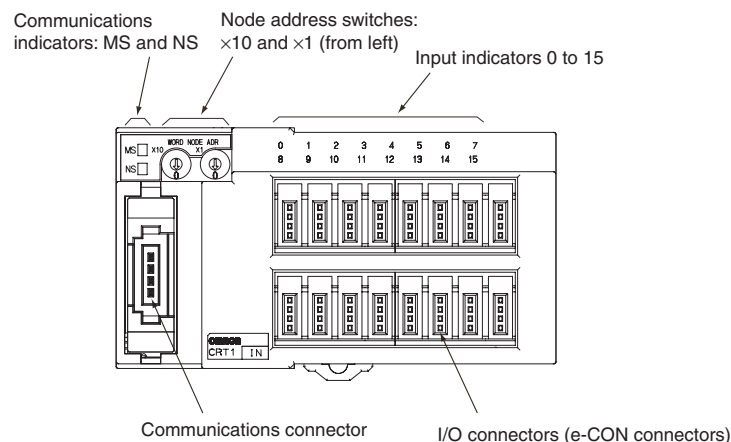 Communications
indicators: MS and NS
Node address switches:
×10 and ×1 (from left)
Input indicators 0 to 15
MS
X10
WORD NODE ADR
X1
NS
0
0
0 1 2 3 4 5 6 7
8 9 10 11 12 13 14 15
OMRON
CRT1 IN
Communications connector
I/O connectors (e-CON connectors)